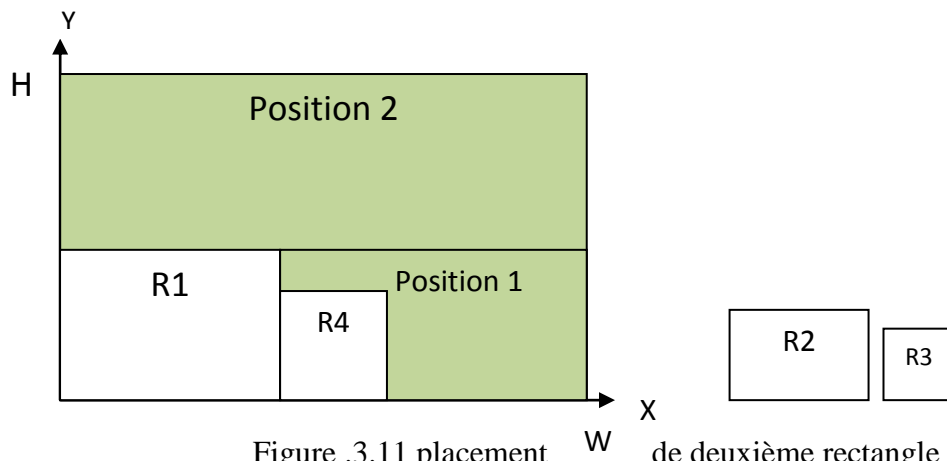 Y
H
Position 2
R1
Position 1
R4
R2
R3
X
W
Figure .3.11 placement de deuxième rectangle